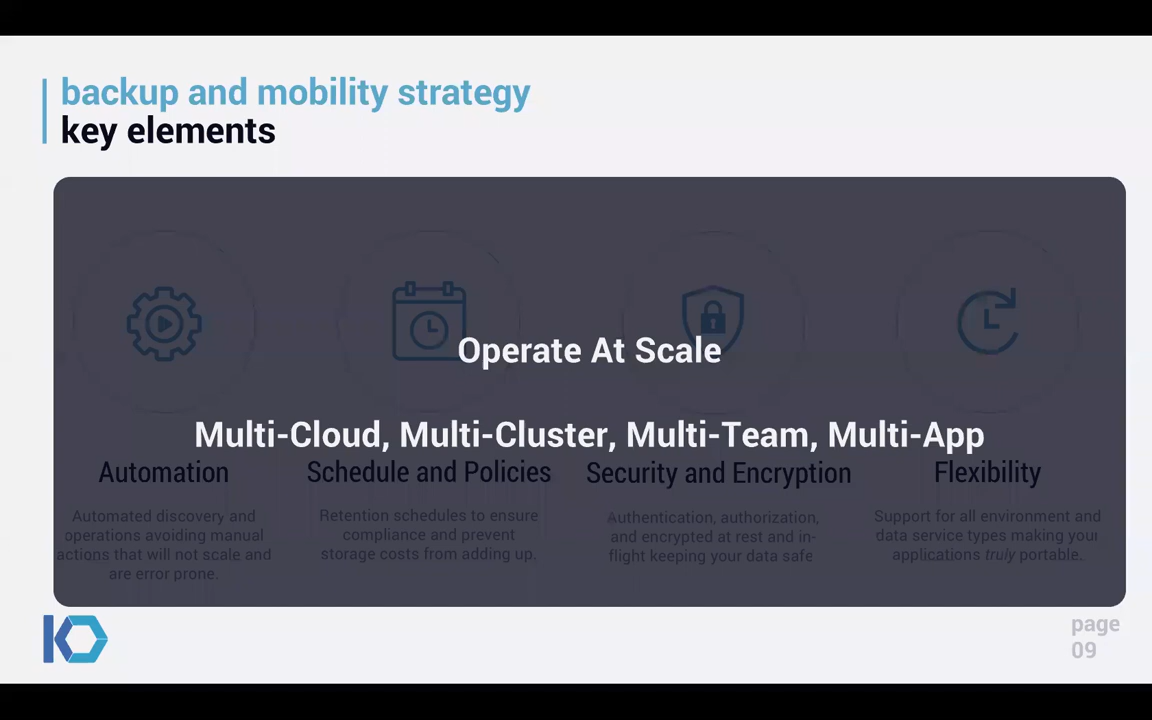 backup and mobility strategy
key elements
Operate At Scale
Multi-Cloud, Multi-Cluster, Multi-Team, Multi-App
Automation
Automated discovery and
operations avoiding manual
actions that will not scale and
are error prone.
Schedule and Policies
Retention schedules to ensure
compliance and prevent
storage costs from adding up.
Security and Encryption
Authentication, authorization,
and encrypted at rest and in-
flight keeping your data safe
Flexibility
Support for all environment and
data service types making your
applications truly portable.
page
09